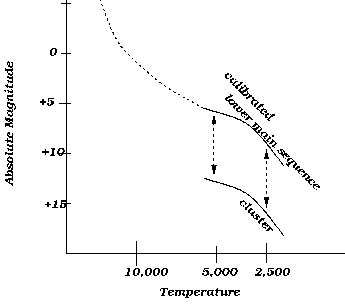 Absolute Magnitude
0
+5
+10
+15
calibrated
lower main sequence
cluster
10,000
5,000
2,500
Temperature